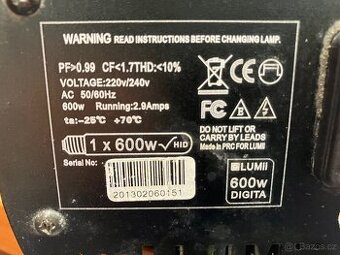 WARNING READ INSTRUCTIONS BEFORE CHANGING LAMP.
PF>0.99 CF<1.7THD:<10%
VOLTAGE:220v/240v
AC 50/60Hz
600w Running:2.9Amps
ta:-25℃ +70℃
1 x 600w HID
Serial No:
201302060151
CE
FC
DO NOT LIFT OR
CARRY BY LEADS
Made in PRC FOR LUMII
LUMII
600w
DIGITA